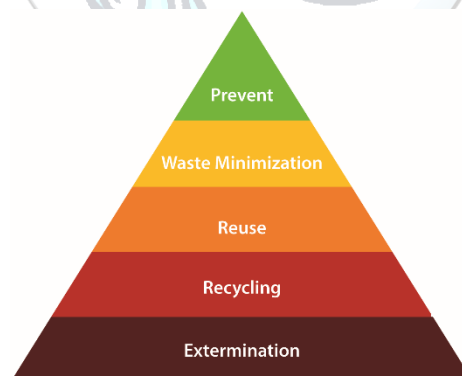 Prevent
Waste Minimization
Reuse
Recycling
Extermination